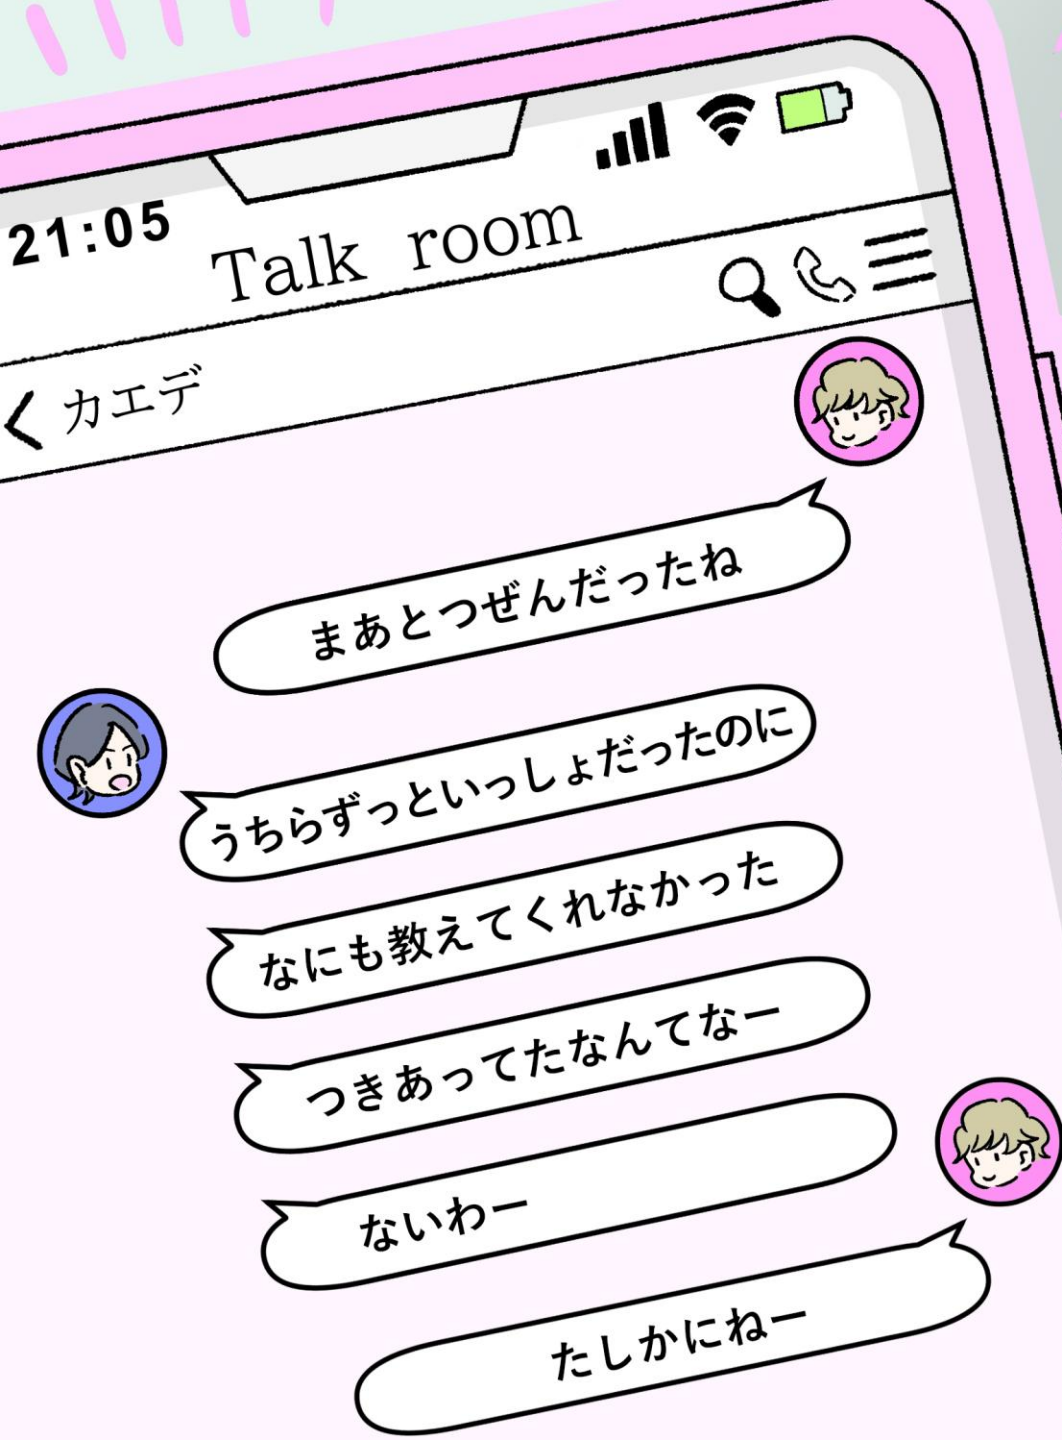 21:05
Talk room
カエデ
まあとつぜんだったね
うちらずっといっしょだったのに
なにも教えてくれなかった
つきあってたなんてなー
ないわー
たしかにねー